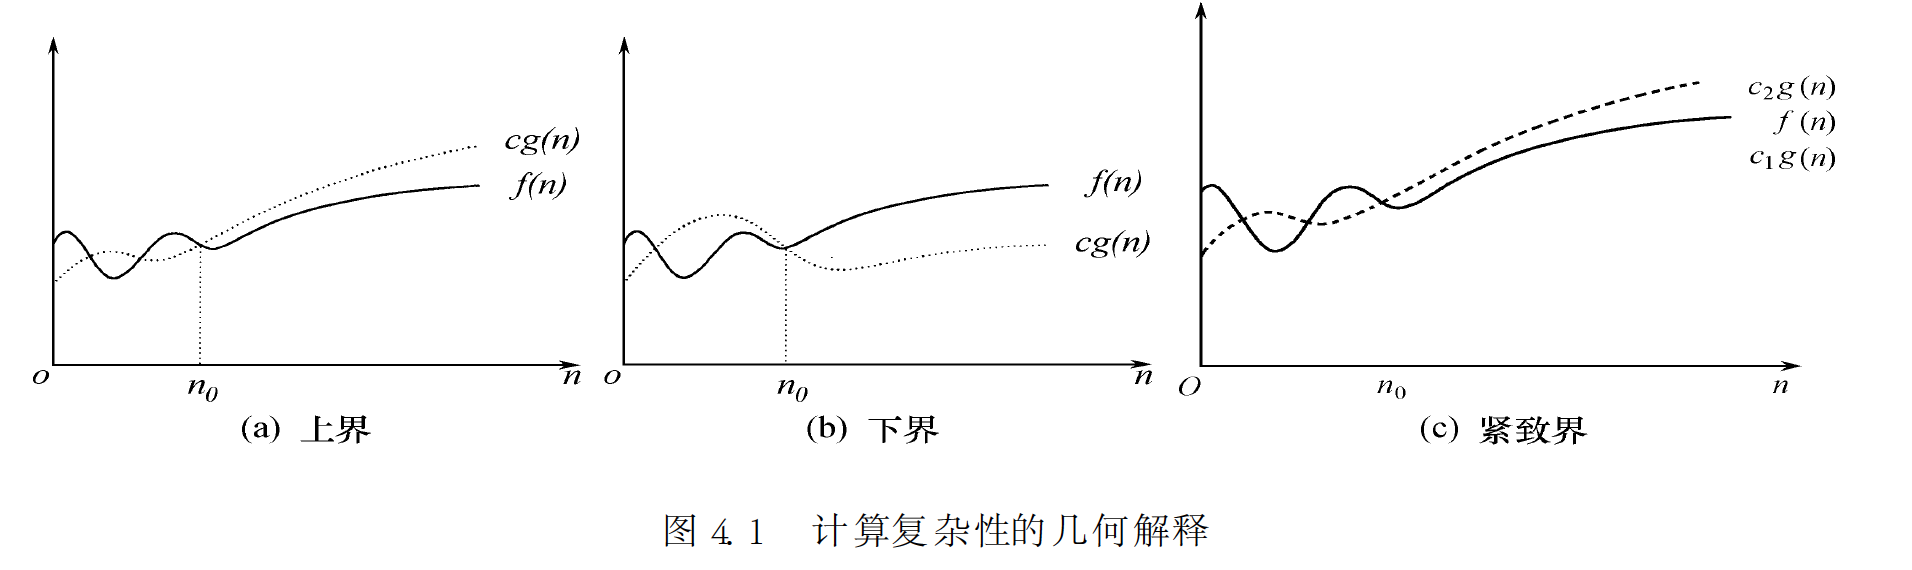 cg(n)
f(n)
o
n₀
n
(a) 上界
f(n)
cg(n)
o
n₀
n
(b) 下界
c₂g(n)
f(n)
c₁g(n)
O
n₀
n
(c) 紧致界
图 4.1 计算复杂性的几何解释